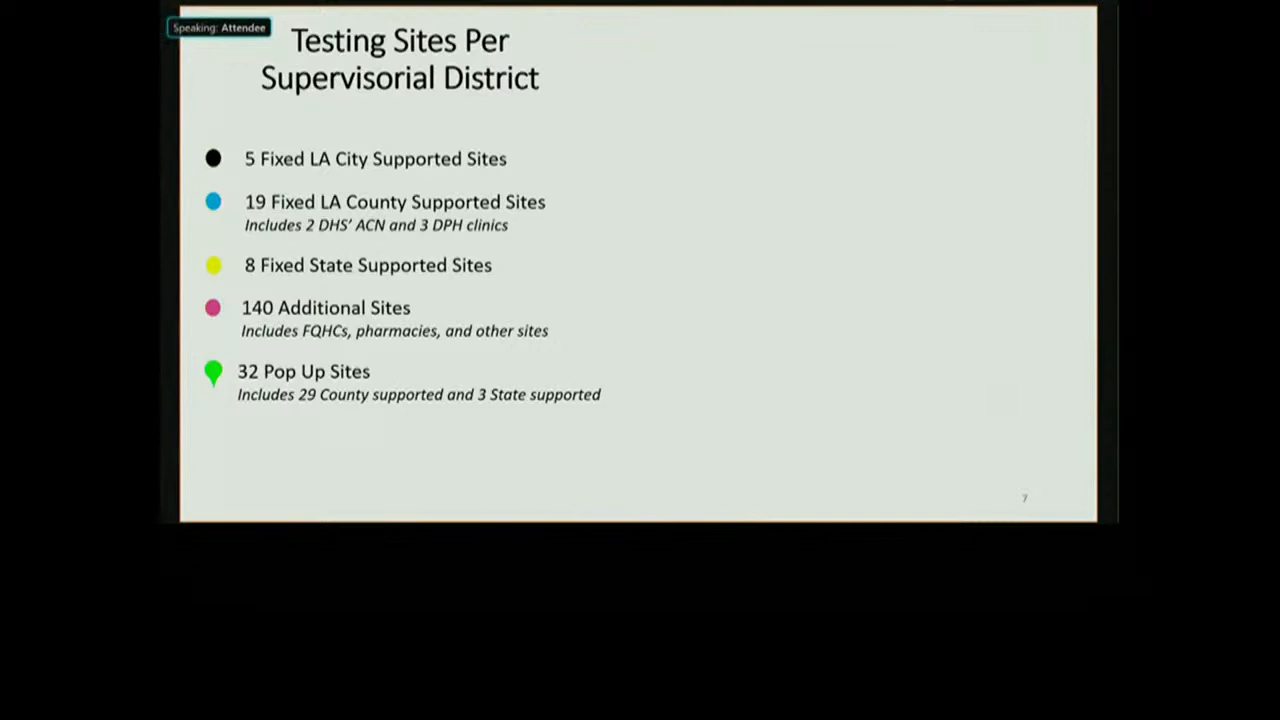 Speaking: Attendee
Testing Sites Per
Supervisorial District
5 Fixed LA City Supported Sites
19 Fixed LA County Supported Sites
Includes 2 DHS’ ACN and 3 DPH clinics
8 Fixed State Supported Sites
140 Additional Sites
Includes FQHCs, pharmacies, and other sites
32 Pop Up Sites
Includes 29 County supported and 3 State supported
7